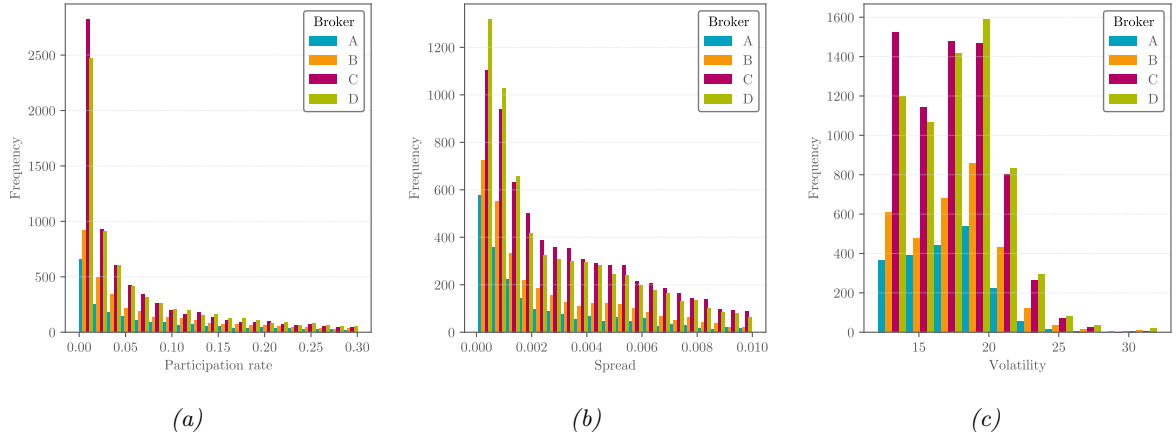 Broker
A
B
C
D
2500
2000
1500
1000
500
0
Frequency
0.00 0.05 0.10 0.15 0.20 0.25 0.30
Participation rate
(a)
Broker
A
B
C
D
1200
1000
800
600
400
200
0
Frequency
0.000 0.002 0.004 0.006 0.008 0.010
Spread
(b)
Broker
A
B
C
D
1600
1400
1200
1000
800
600
400
200
0
Frequency
15 20 25 30
Volatility
(c)